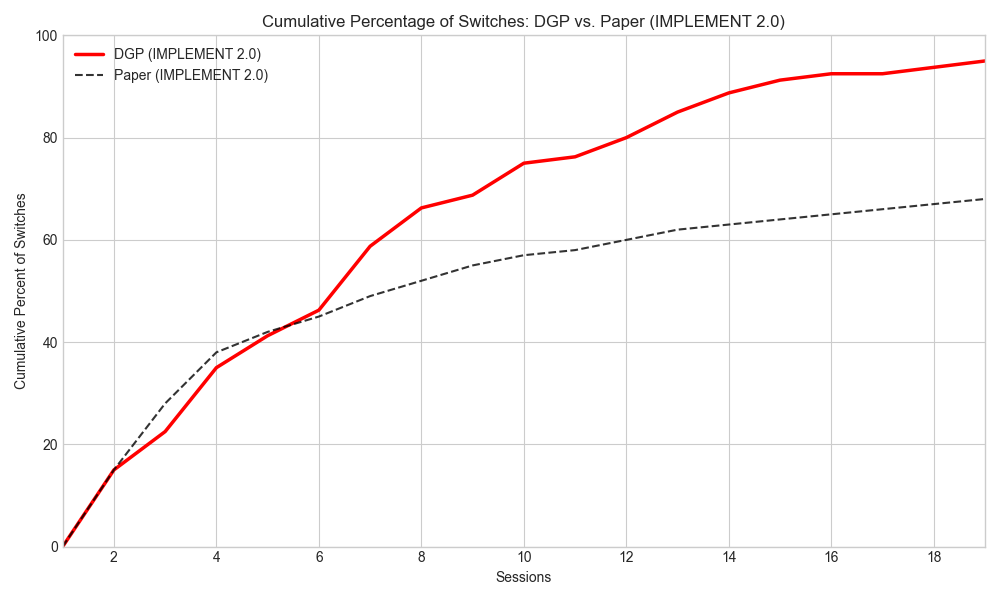 Cumulative Percentage of Switches: DGP vs. Paper (IMPLEMENT 2.0)
DGP (IMPLEMENT 2.0)
Paper (IMPLEMENT 2.0)
Cumulative Percent of Switches
100
80
60
40
20
0
2 4 6 8 10 12 14 16 18
Sessions